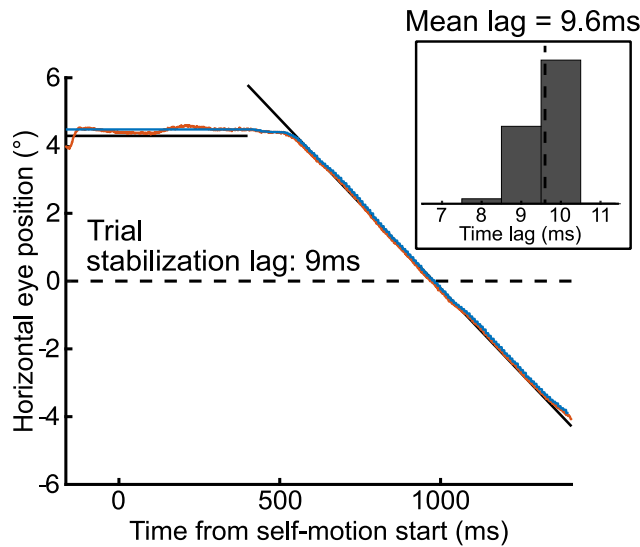 Mean lag = 9.6ms
7 8 9 10 11
Time lag (ms)
6
4
2
0
-2
-4
-6
Horizontal eye position (°)
Trial
stabilization lag: 9ms
0 500 1000
Time from self-motion start (ms)